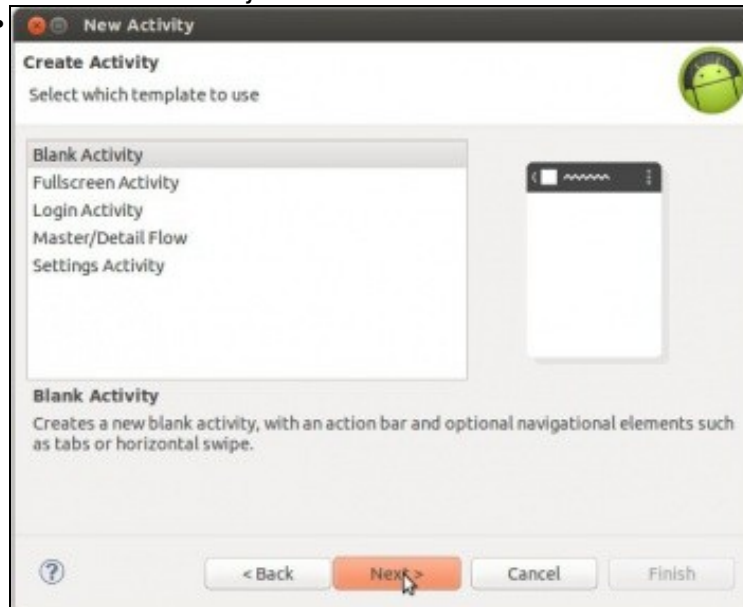 New Activity
Create Activity
Select which template to use
Blank Activity
Fullscreen Activity
Login Activity
Master/Detail Flow
Settings Activity
Blank Activity
Creates a new blank activity, with an action bar and optional navigational elements such
as tabs or horizontal swipe.
? < Back Next > Cancel Finish